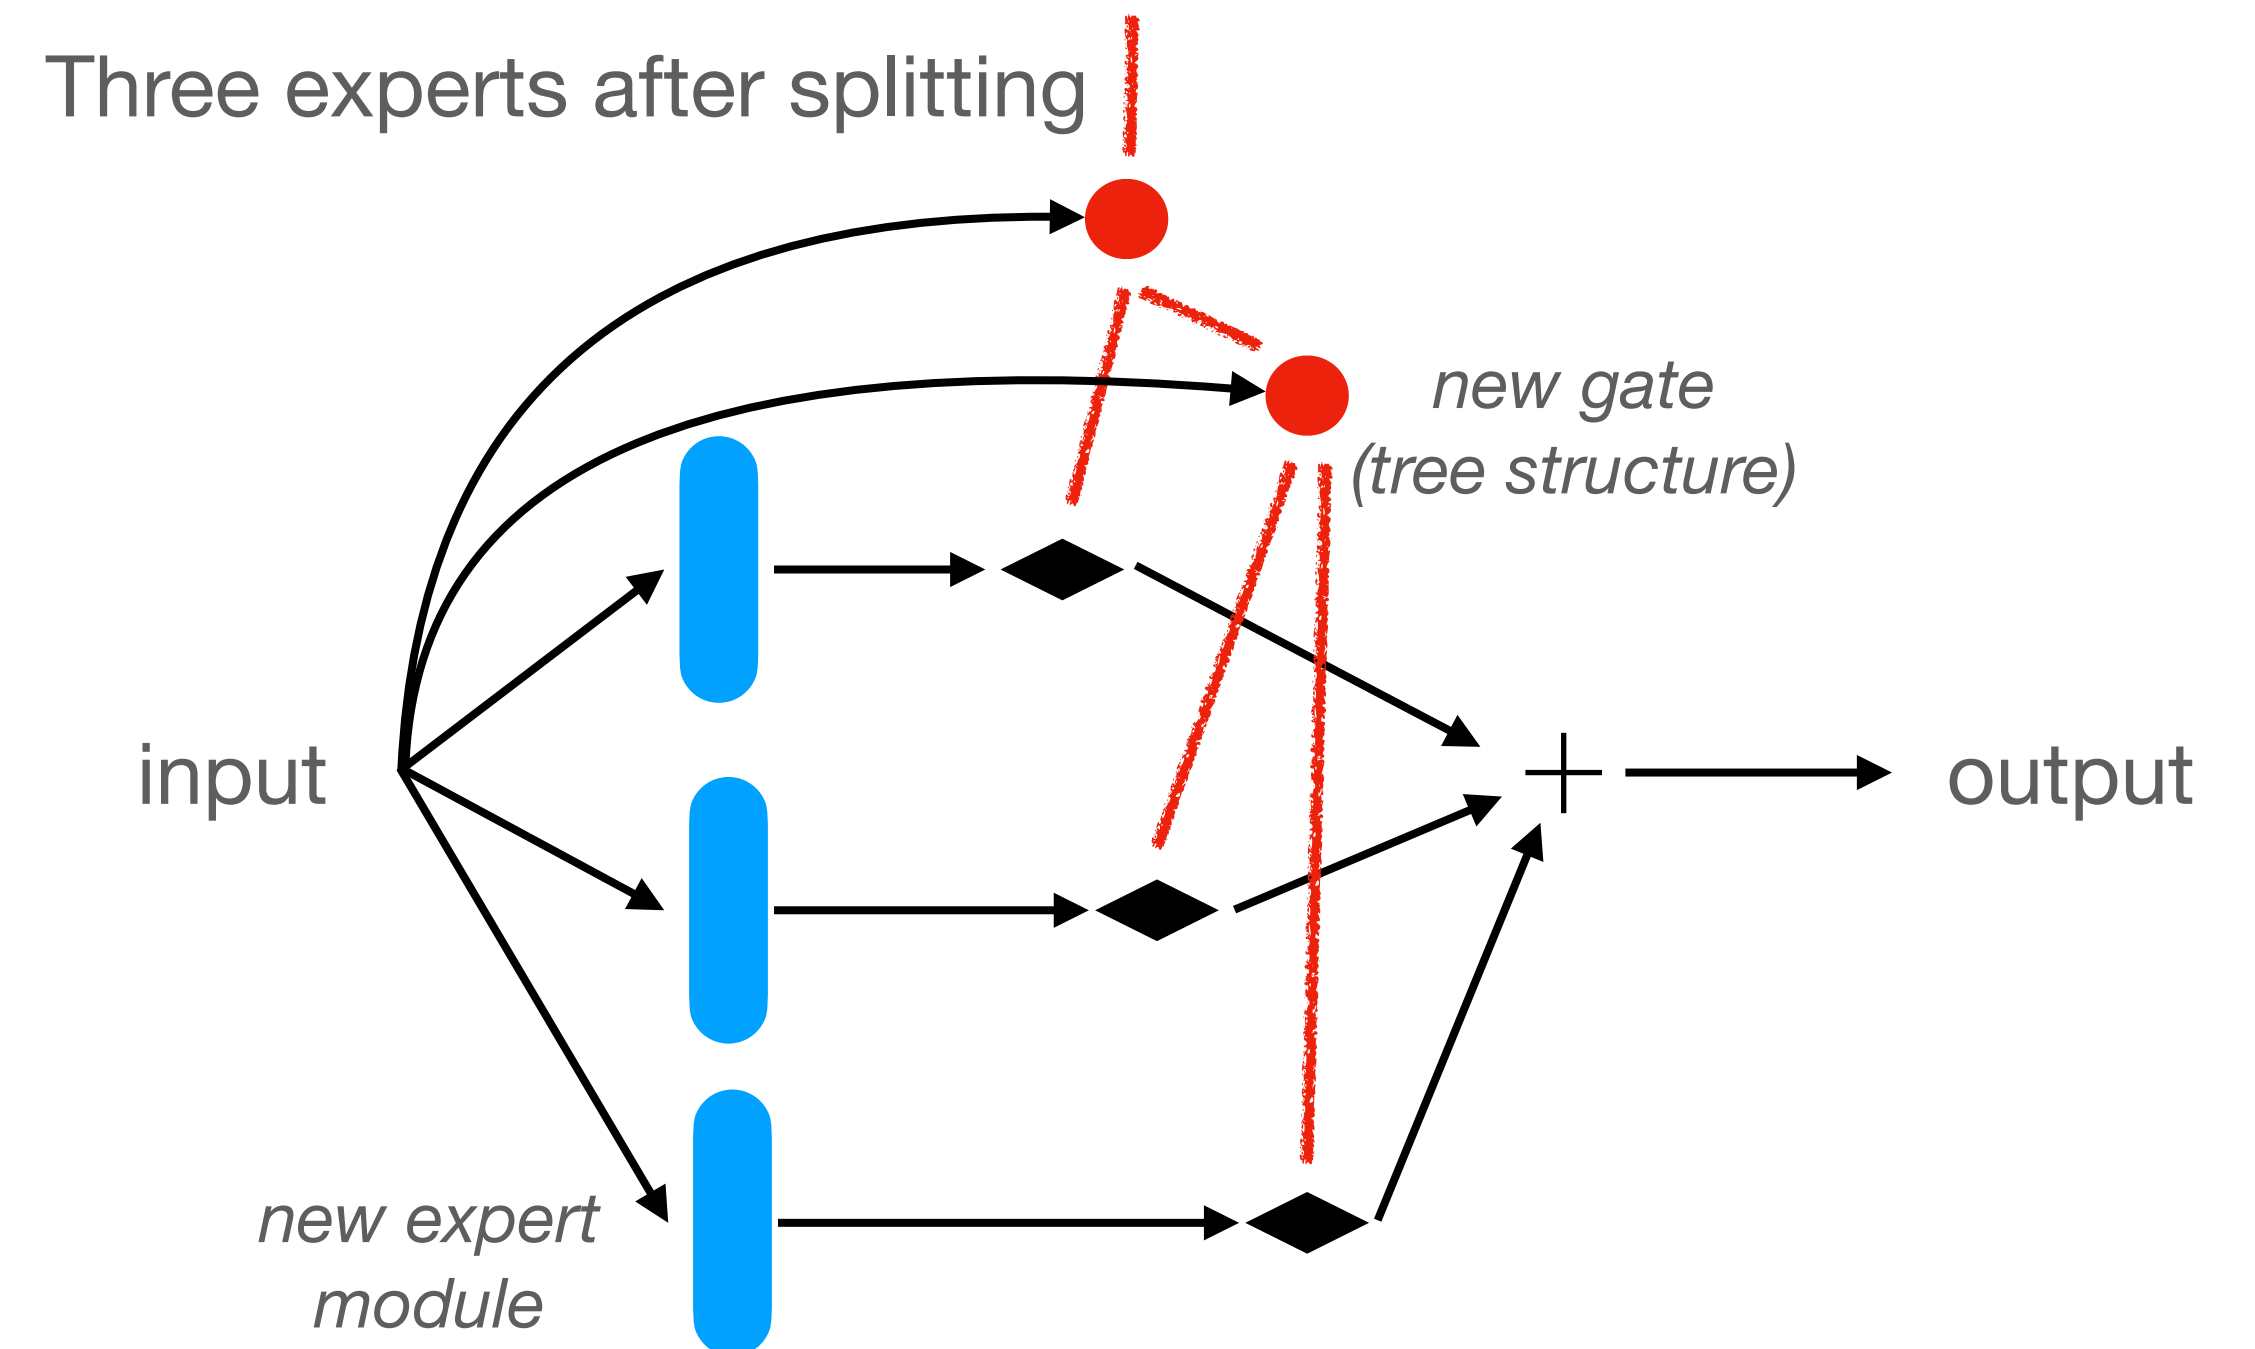 Three experts after splitting
new gate
(tree structure)
input
output
new expert
module